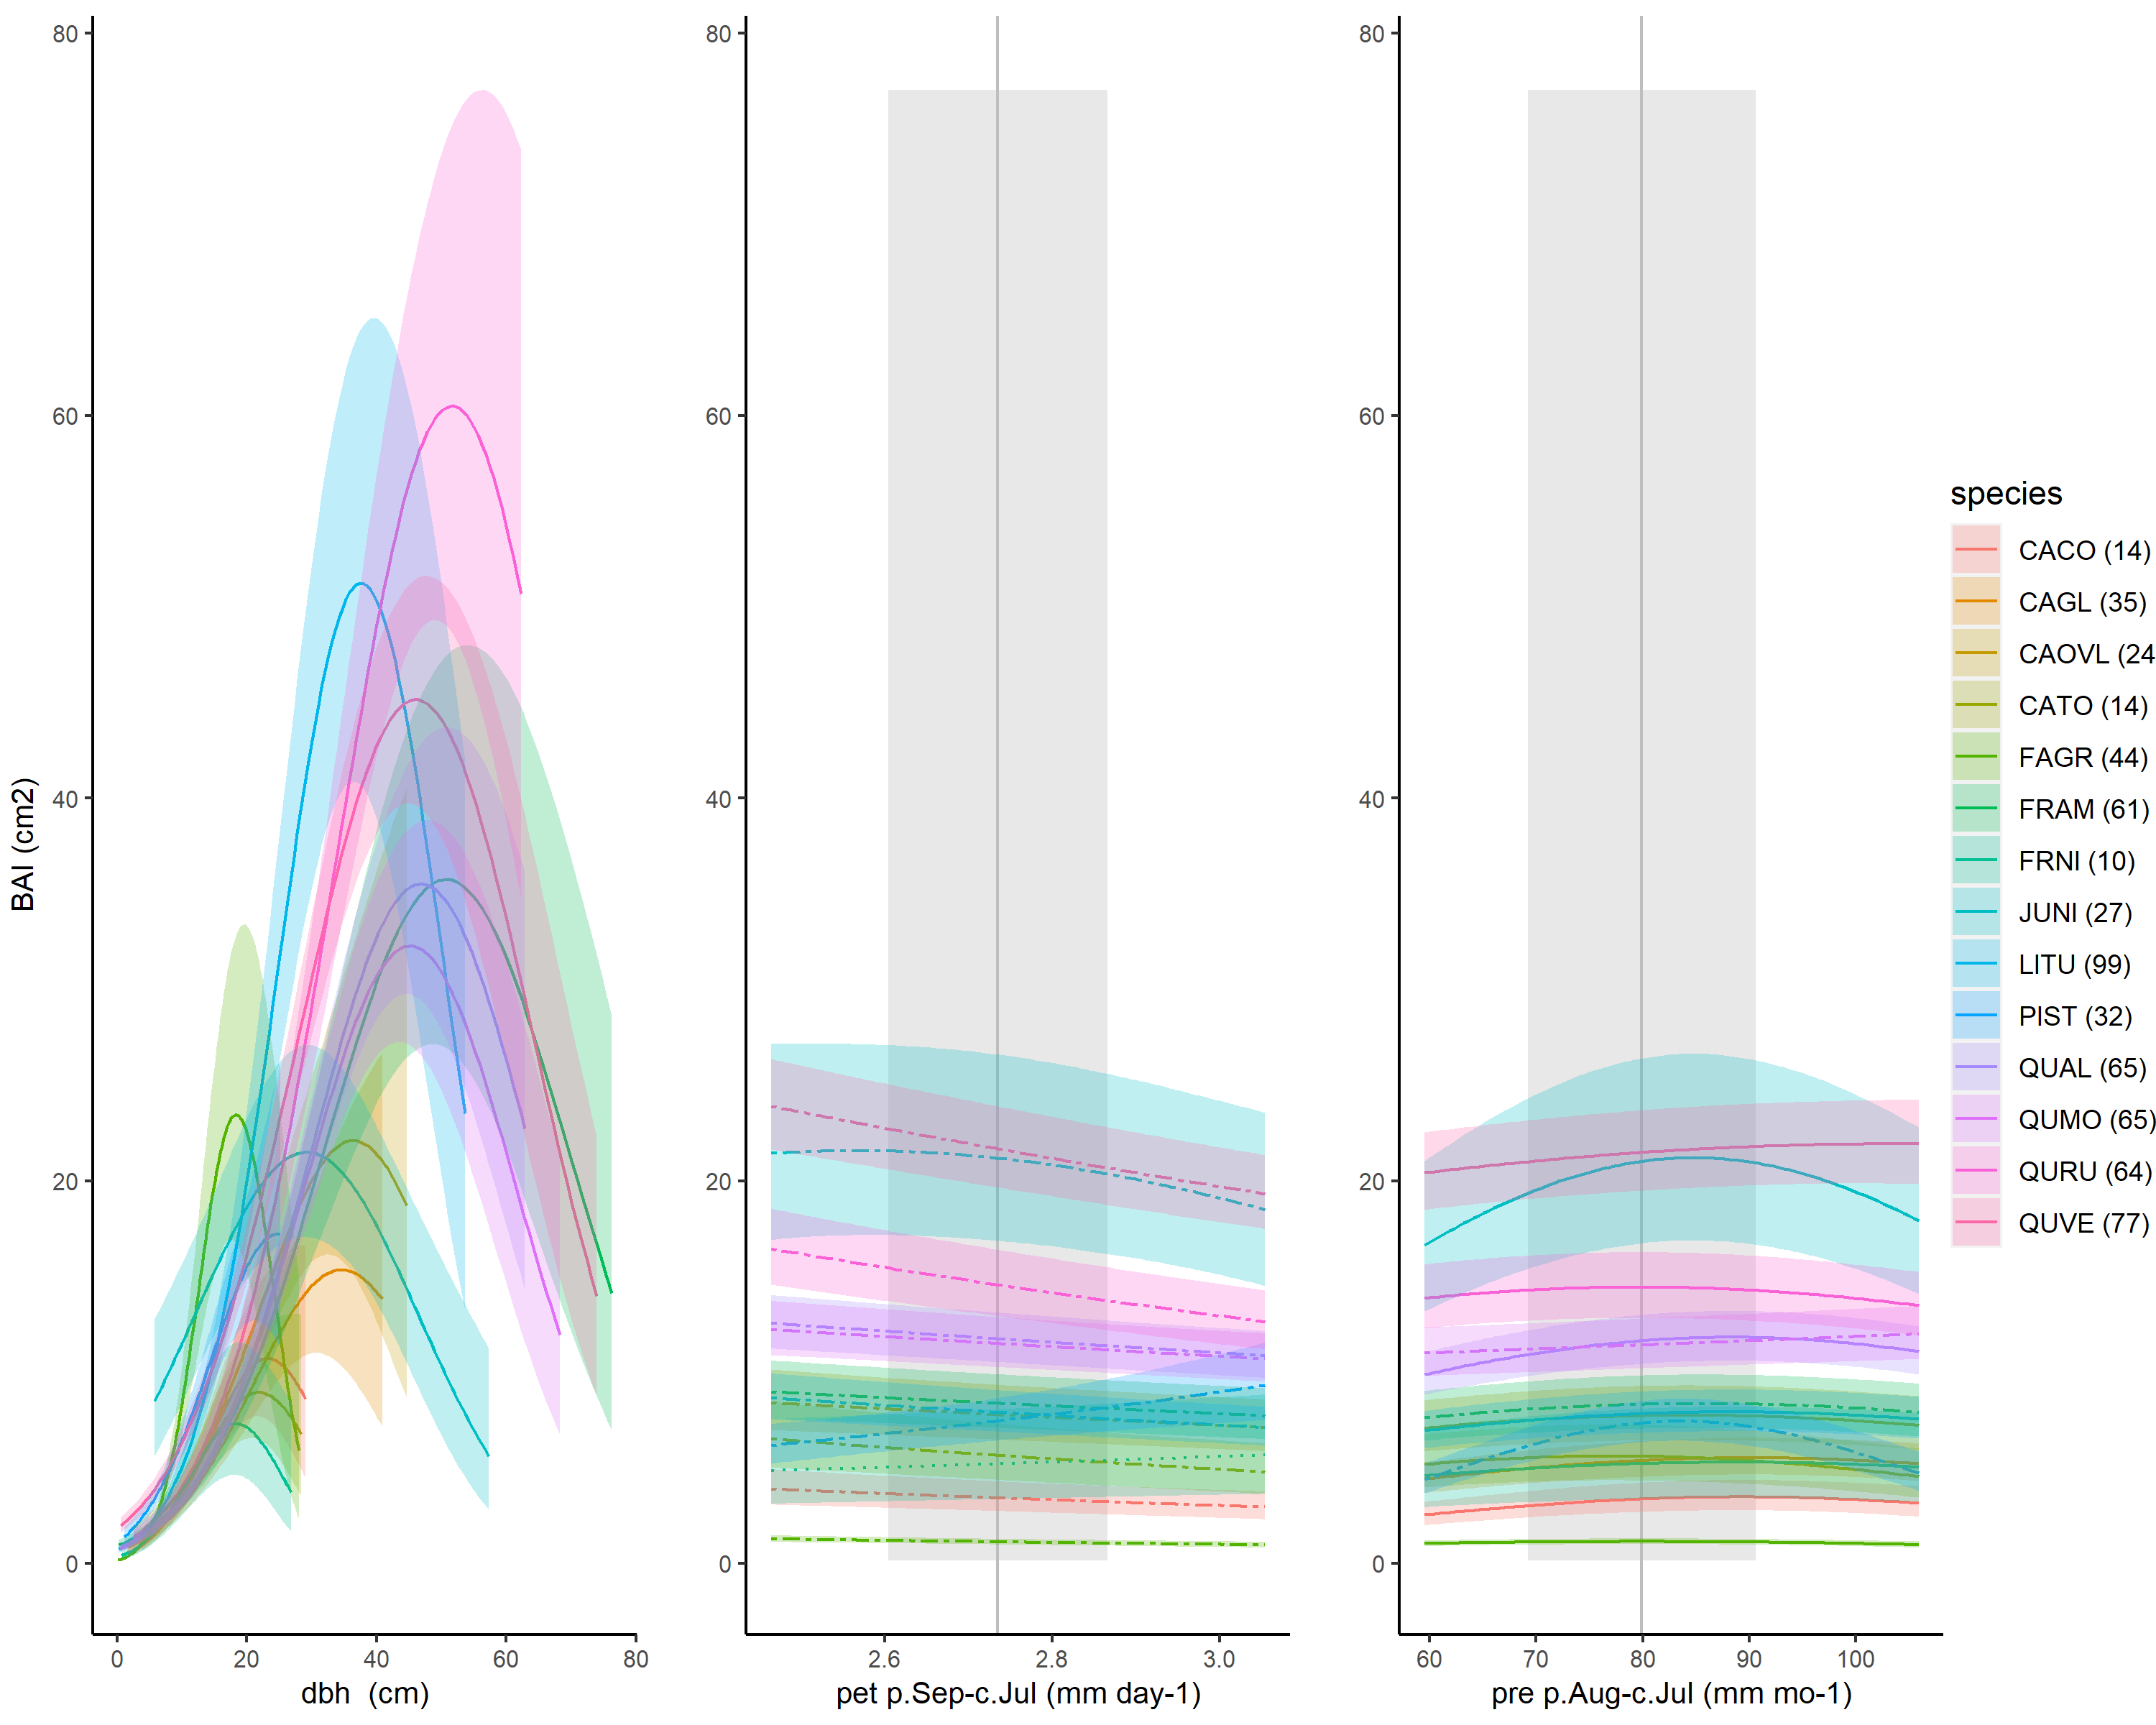 BAI (cm2)
80
60
40
20
0
0 20 40 60 80
dbh (cm)
80
60
40
20
0
2.6 2.8 3.0
pet p.Sep-c.Jul (mm day-1)
80
60
40
20
0
60 70 80 90 100
pre p.Aug-c.Jul (mm mo-1)
species
CACO (14)
CAGL (35)
CAOVL (24
CATO (14)
FAGR (44)
FRAM (61)
FRNI (10)
JUNI (27)
LITU (99)
PIST (32)
QUAL (65)
QUMO (65)
QURU (64)
QUVE (77)